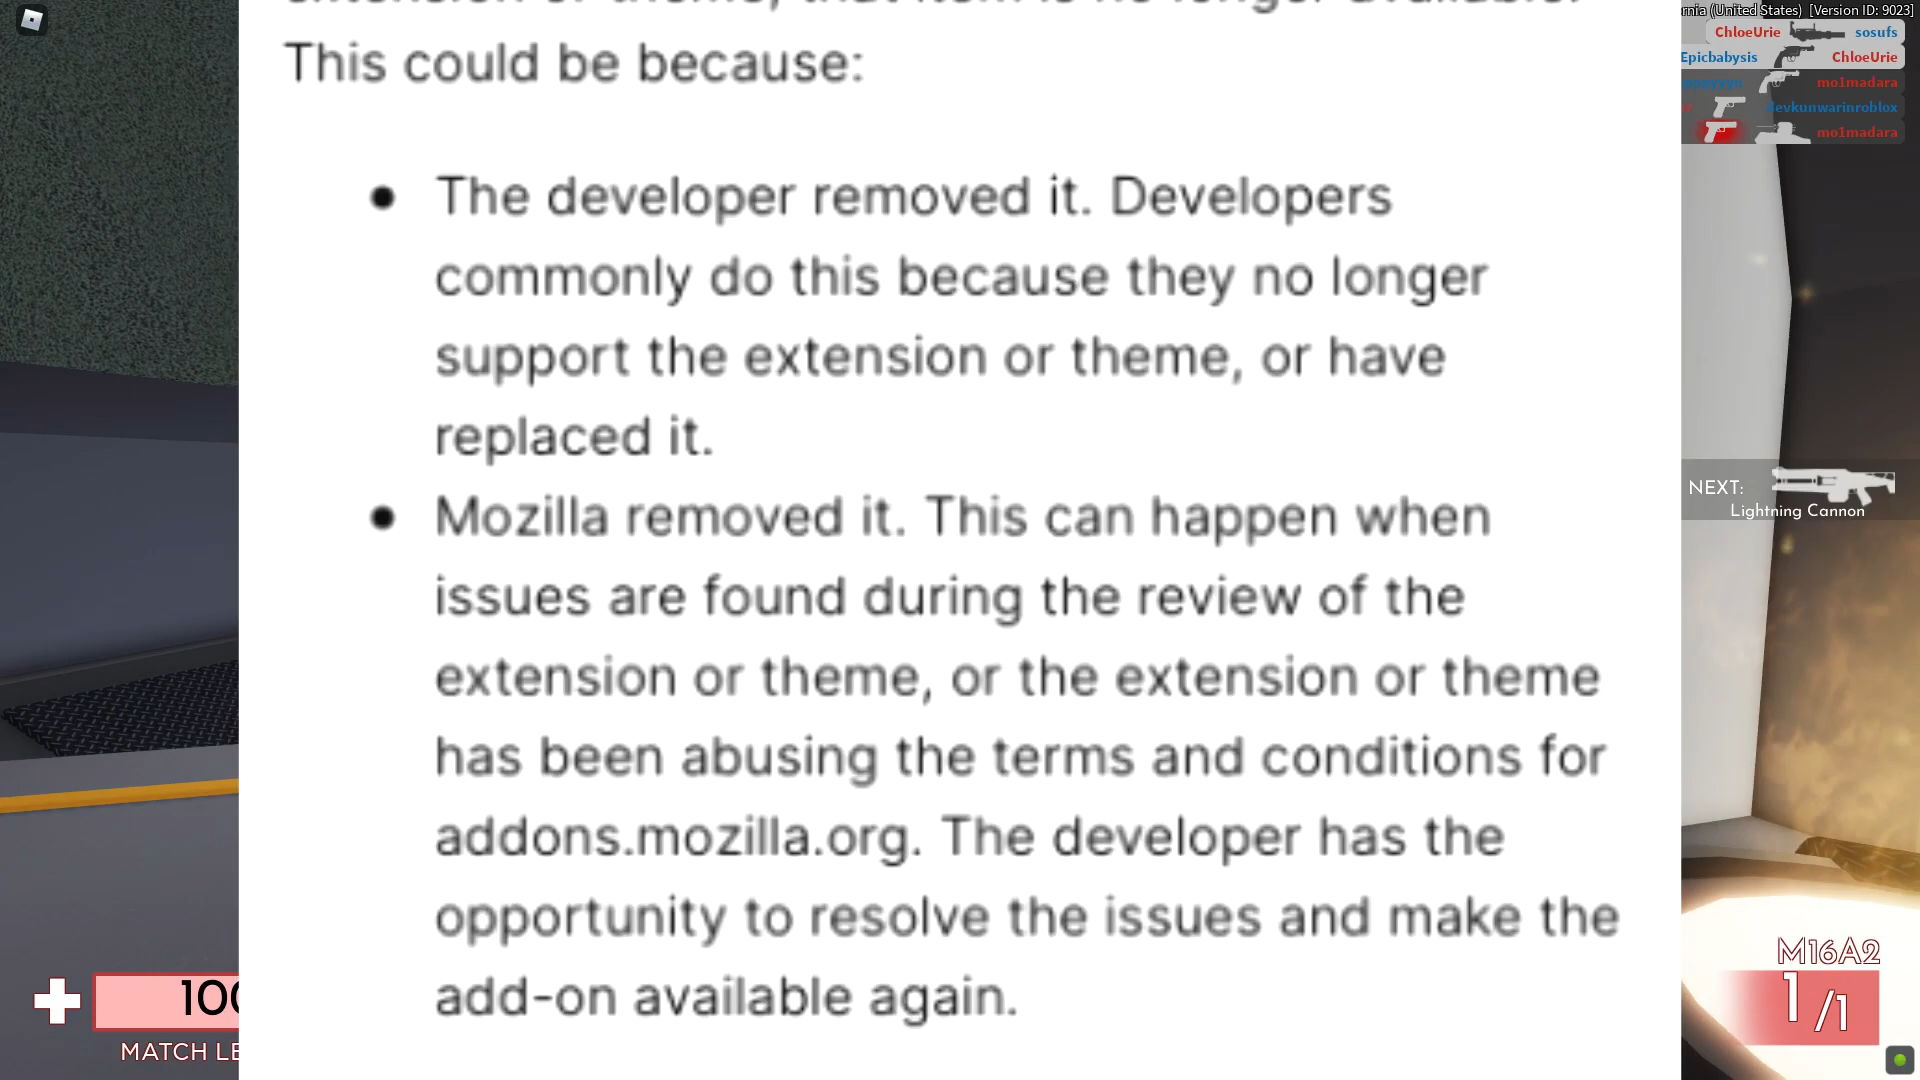 This could be because:
• The developer removed it. Developers
commonly do this because they no longer
support the extension or theme, or have
replaced it.
• Mozilla removed it. This can happen when
issues are found during the review of the
extension or theme, or the extension or theme
has been abusing the terms and conditions for
addons.mozilla.org. The developer has the
opportunity to resolve the issues and make the
add-on available again.
(United States) [Version ID: 9023]
ChloeUrie sosufs
Epicbabysis ChloeUrie
mo1madara
devkunwarinroblox
mo1madara
NEXT:
Lightning Cannon
M16A2
1/1
100
MATCH LE